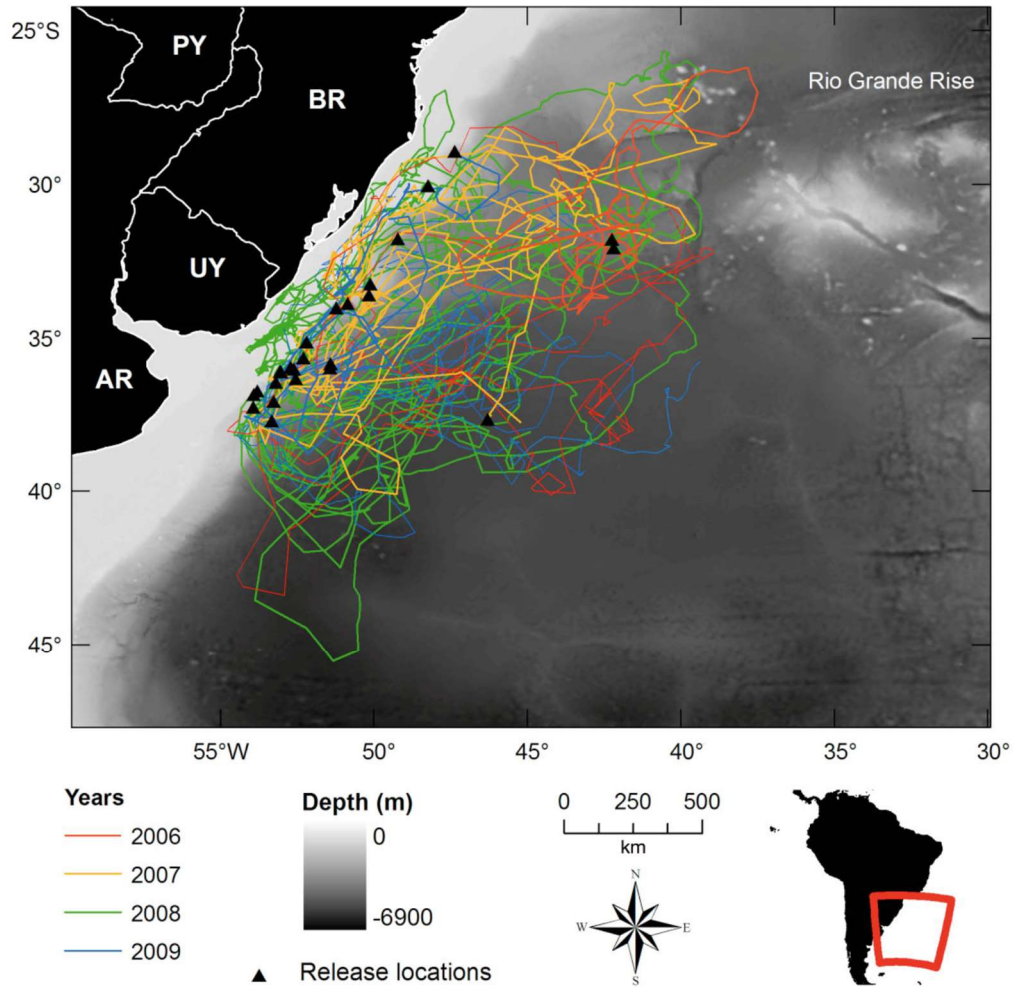 25°S
PY
BR
Rio Grande Rise
30°
UY
35°
AR
40°
45°
55°W 50° 45° 40° 35° 30°
Years
2006
2007
2008
2009
Depth (m)
0
-6900
Release locations
0 250 500
km
N
W E
S